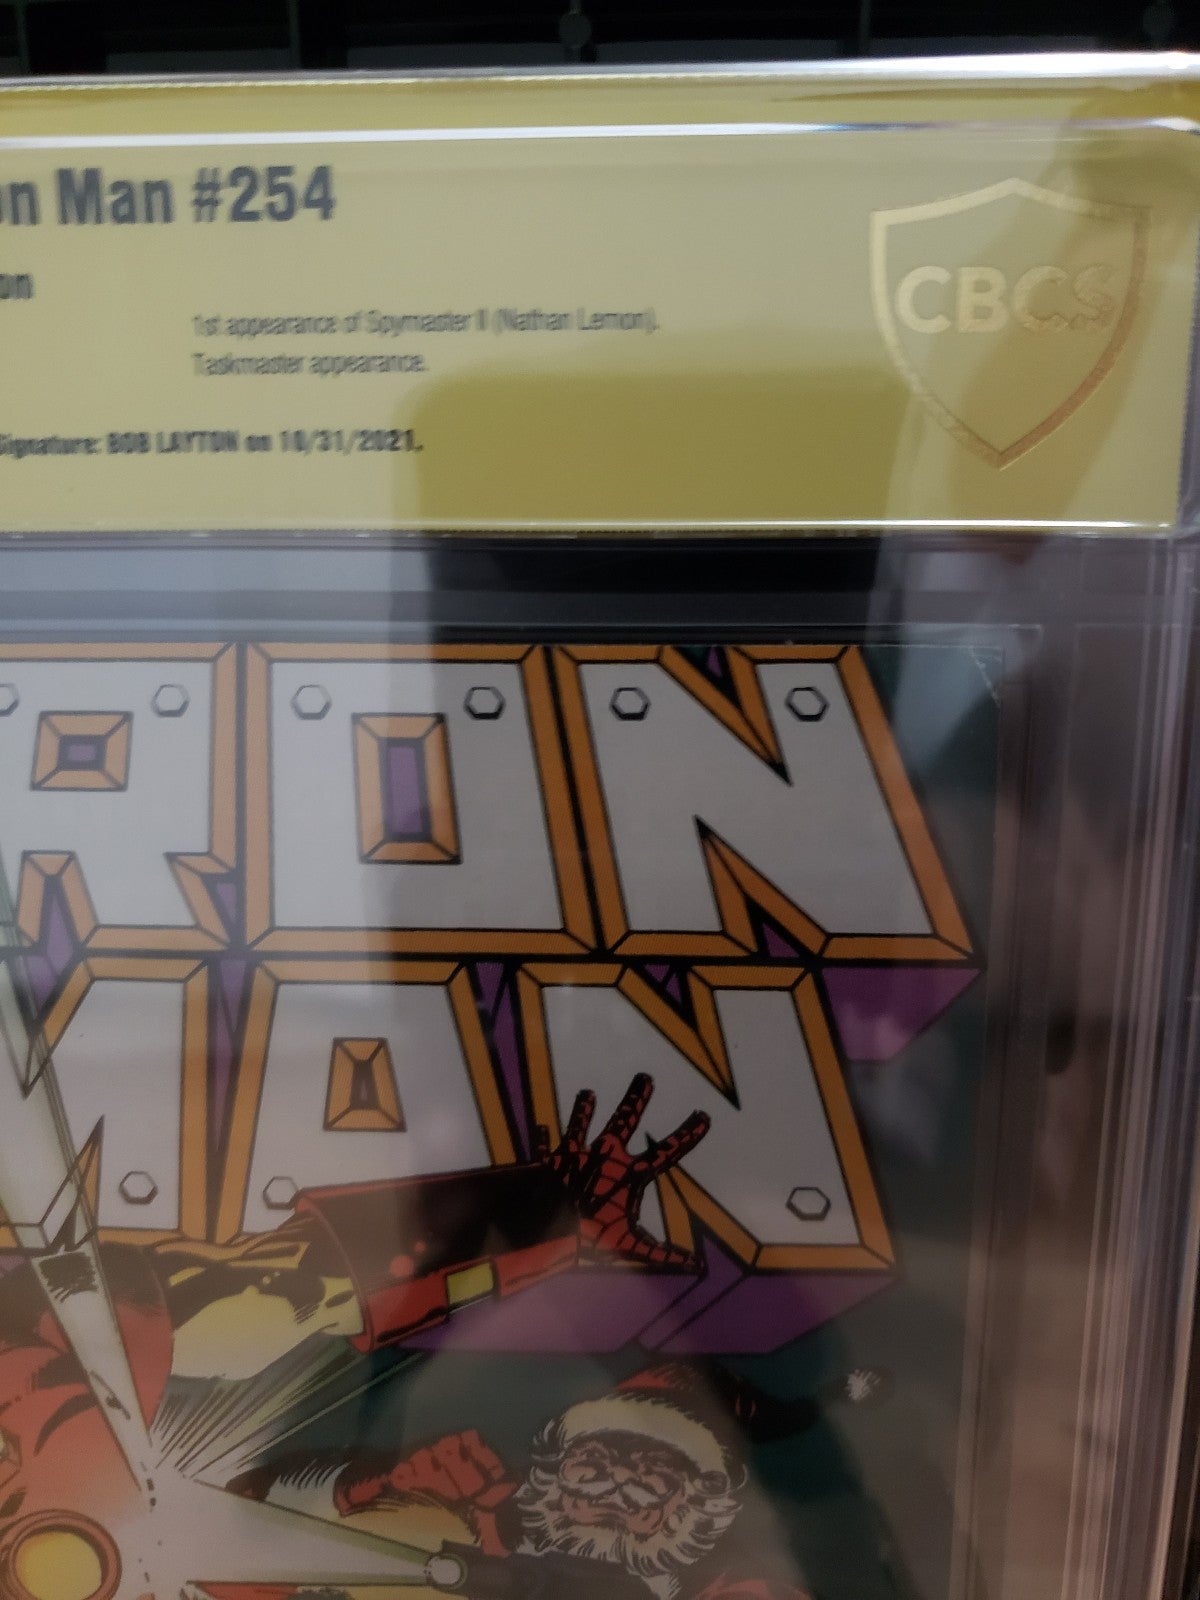 on Man #254
on
1st appearance of Spymaster II (Nathan Lemon).
Taskmaster appearance.
Signature: BOB LAYTON on 10/31/2021.
CBCS
RON
MAN